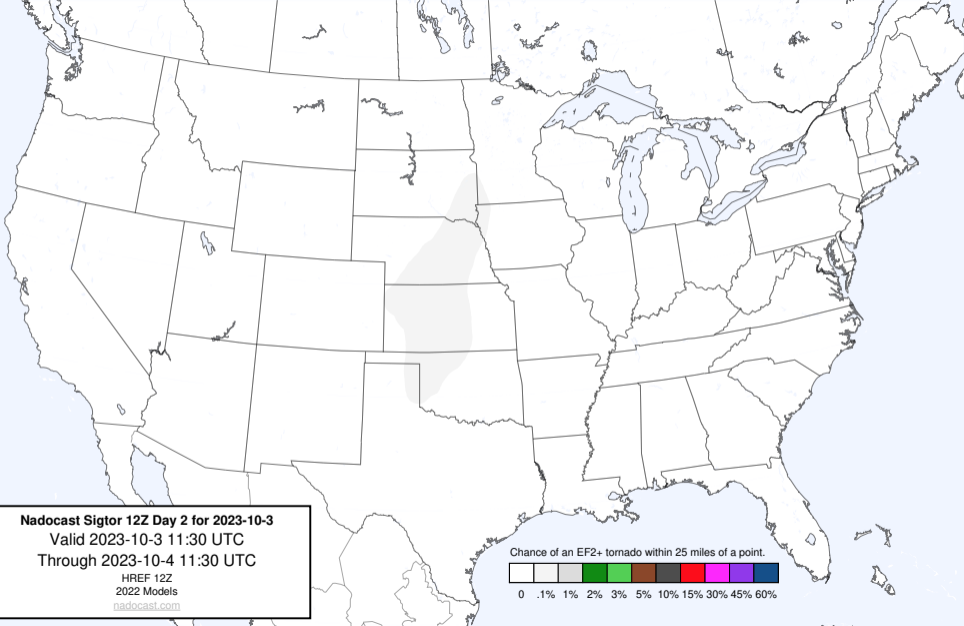 Nadocast Sigtor 12Z Day 2 for 2023-10-3
Valid 2023-10-3 11:30 UTC
Through 2023-10-4 11:30 UTC
HREF 12Z
2022 Models
nadocast.com
Chance of an EF2+ tornado within 25 miles of a point.
0 .1% 1% 2% 3% 5% 10% 15% 30% 45% 60%